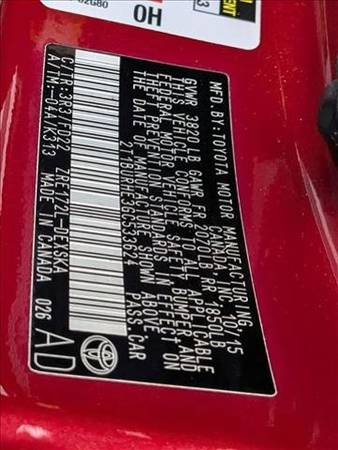 HO
MFD. BY: TOYOTA MOTOR MANUFACTURING
CANADA INC. 10/15
GVWR 3820LB GAWR FR 2070LB RR 1850LB
THIS VEHICLE CONFORMS TO ALL APPLICABLE
FEDERAL MOTOR VEHICLE SAFETY, BUMPER AND
THEFT PREVENTION STANDARDS IN EFFECT ON
THE DATE OF MANUFACTURE SHOWN ABOVE.
2T1BURHE3GC533624 PASS.CAR
C/TR:3R3/FD22 ZRE172L-DEXSKA
A/TM:-04A/K313 MADE IN CANADA 026
AD